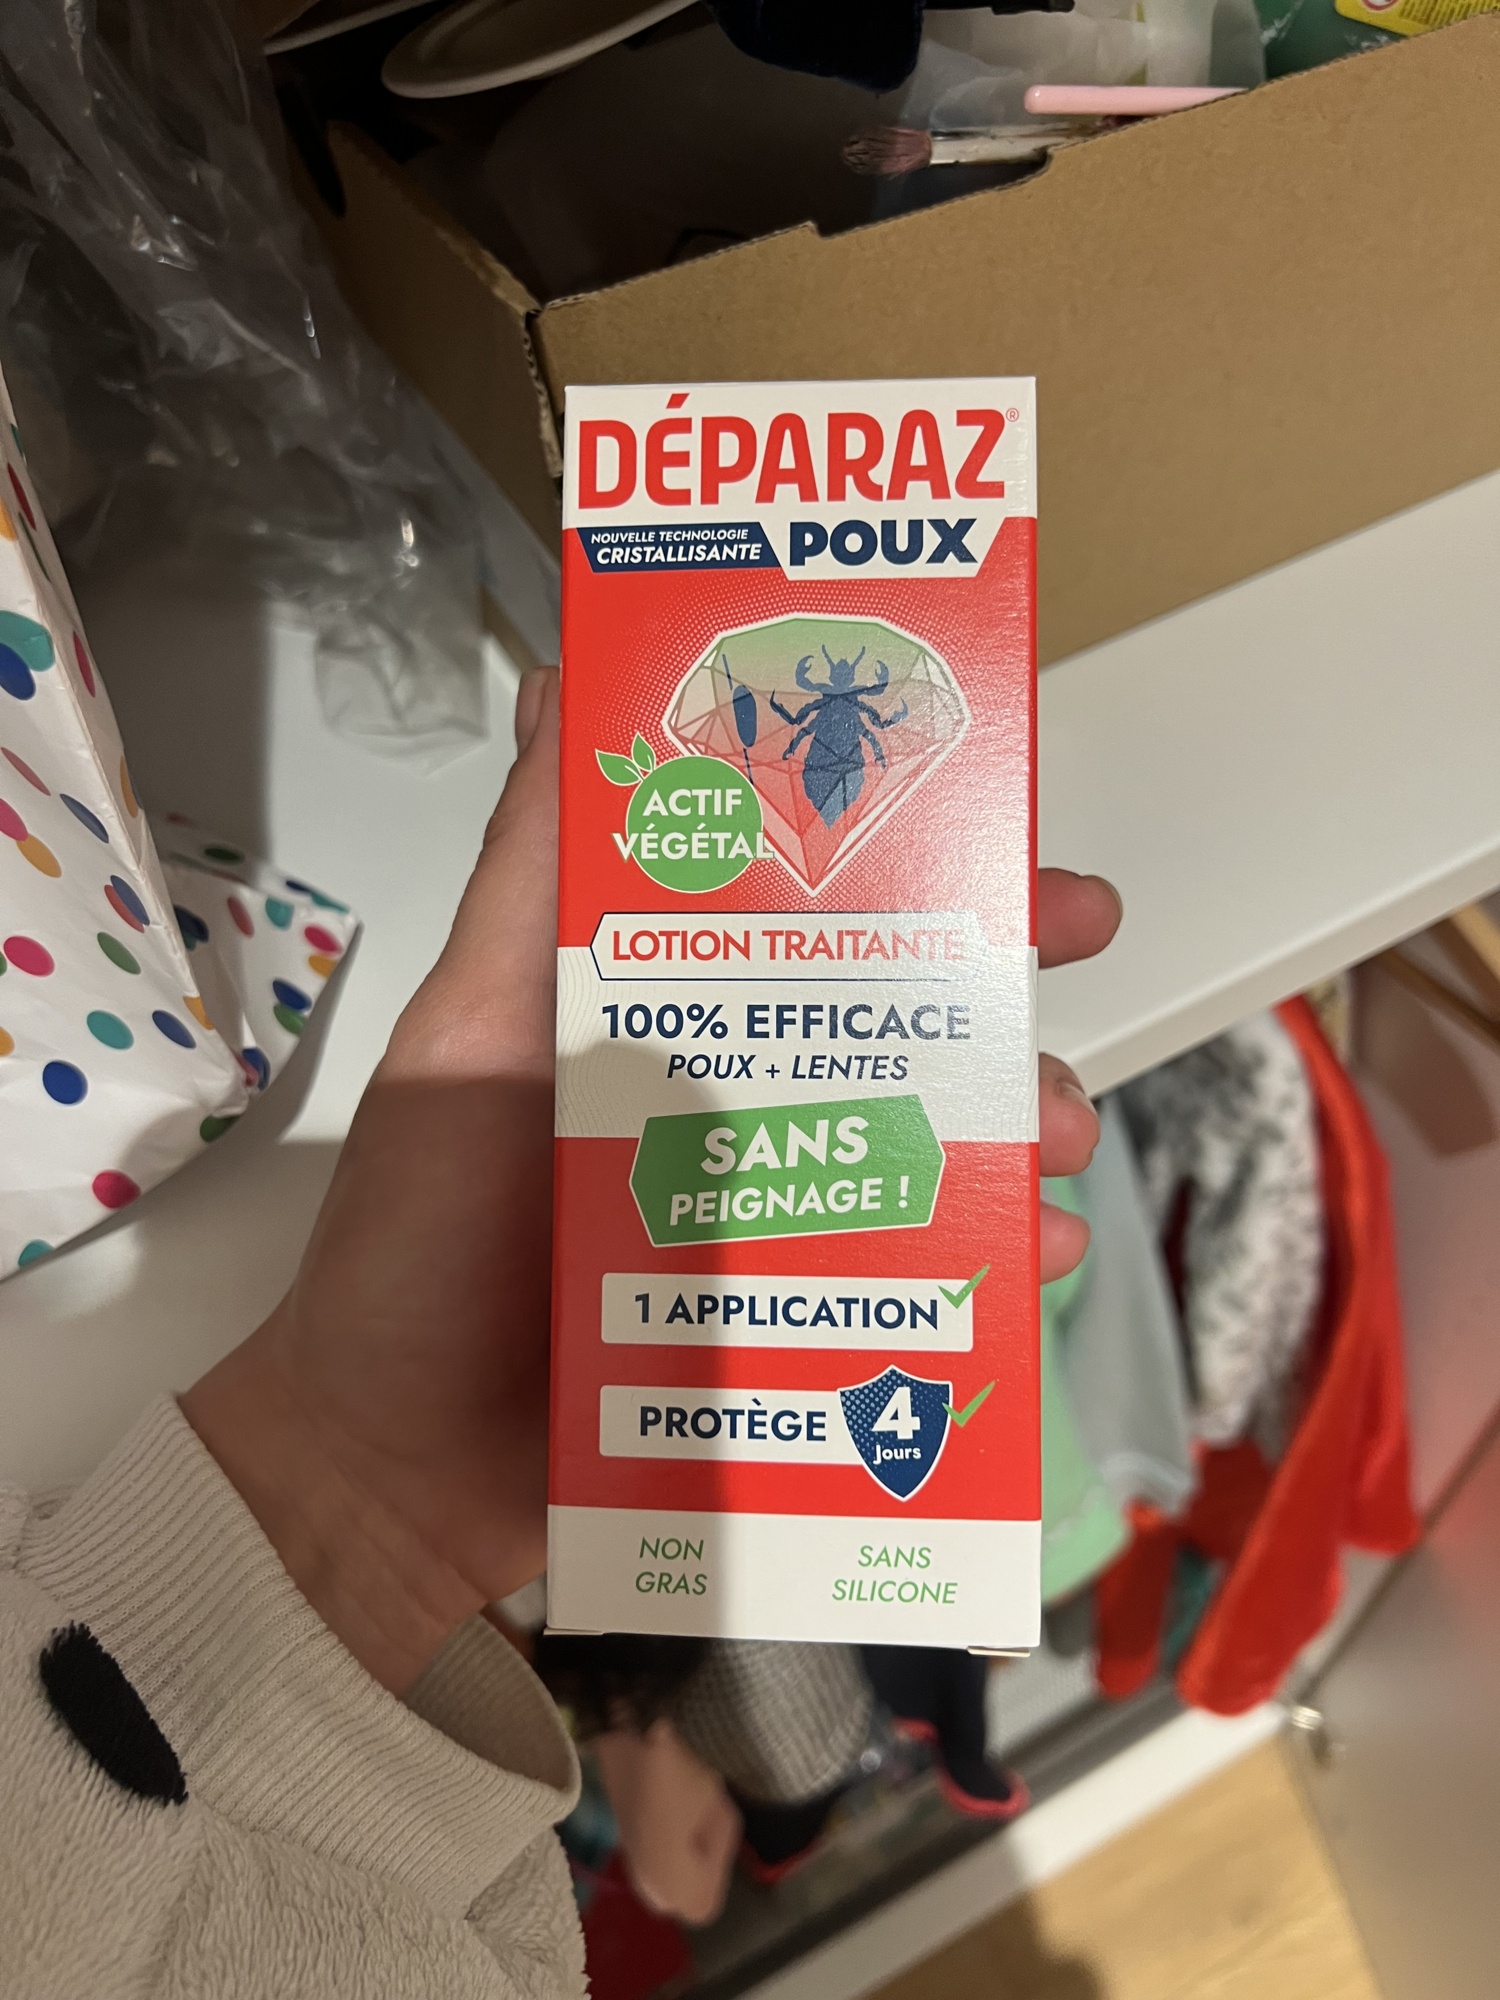 DÉPARAZ®
NOUVELLE TECHNOLOGIE
CRISTALLISANTE
POUX
ACTIF
VÉGÉTAL
LOTION TRAITANTE
100% EFFICACE
POUX + LENTES
SANS
PEIGNAGE !
1 APPLICATION
PROTÈGE
4
Jours
NON
GRAS
SANS
SILICONE